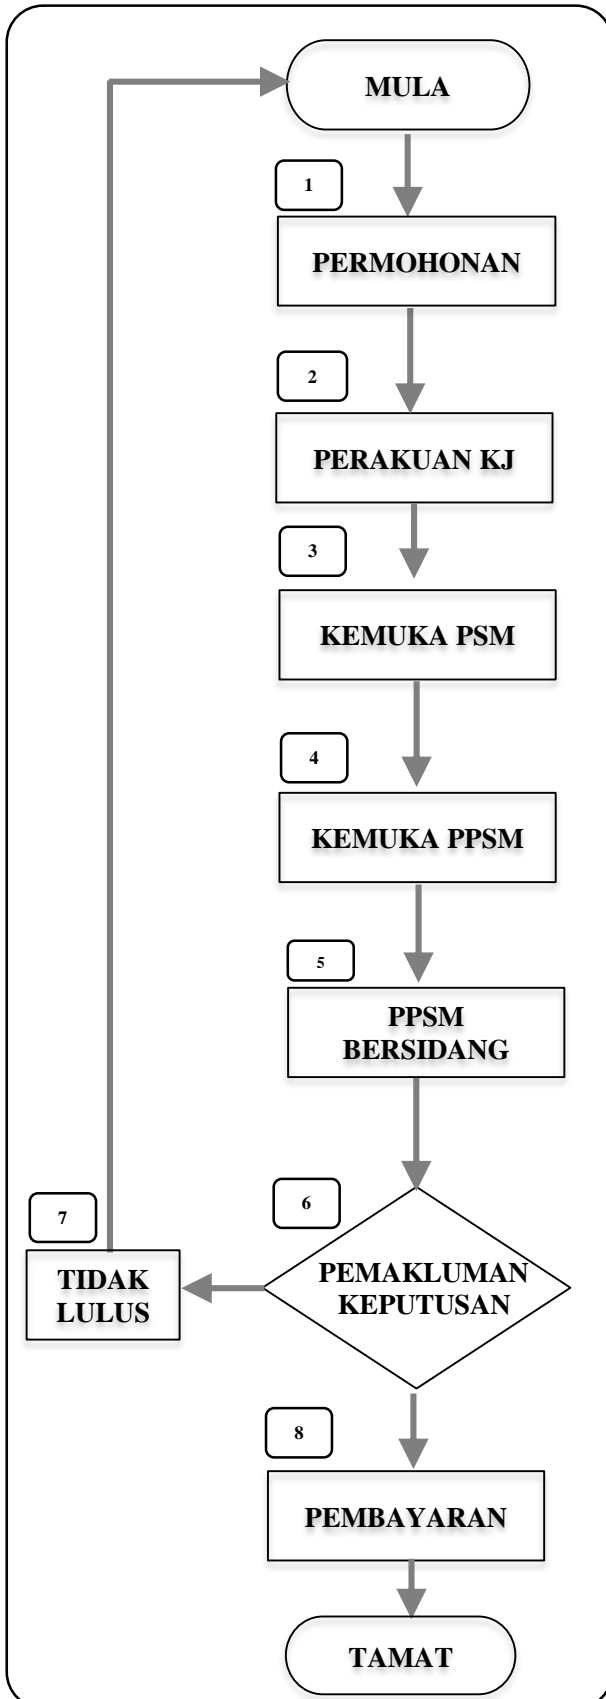 MULA
1
PERMOHONAN
2
PERAKUAN KJ
3
KEMUKA PSM
4
KEMUKA PPSM
5
PPSM
BERSIDANG
6
PEMAKLUMAN
KEPUTUSAN
7
TIDAK
LULUS
8
PEMBAYARAN
TAMAT